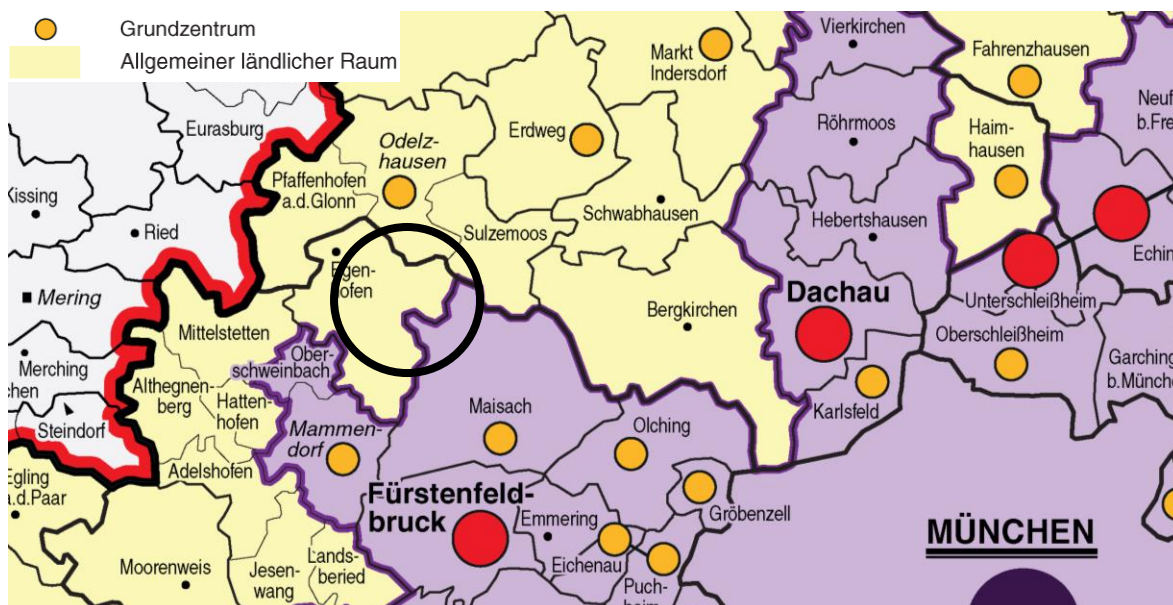 Grundzentrum
Allgemeiner ländlicher Raum
Vierkirchen
Markt
Indersdorf
Fahrenzhausen
Neuf
b.Fre
Eurasburg
Odelz-
hausen
Erdweg
Röhrmoos
Haim-
hausen
Pfaffenhofen
a.d.Glonn
Kissing
Ried
Sulzemoos
Schwabhausen
Hebertshausen
Echin
Egen-
hofen
Mering
Dachau
Unterschleißheim
Bergkirchen
Mittelstetten
Oberschleißheim
Merching
chen
Ober-
schweinbach
Garching
b.Münche
Althegnen-
berg
Hatten-
hofen
Maisach
Karlsfeld
Steindorf
Mammen-
dorf
Olching
Adelshofen
Egling
a.d.Paar
Fürstenfeld-
bruck
Gröbenzell
Emmering
MÜNCHEN
Eichenau
Moorenweis
Jesen-
wang
Lands-
beried
Puch-
heim